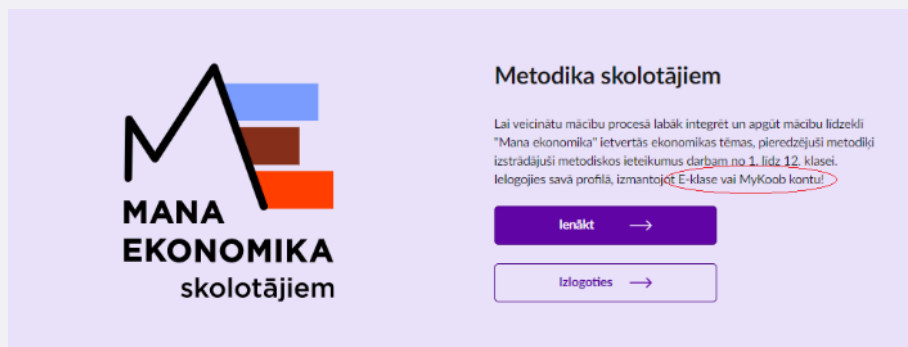 MANA
EKONOMIKA
skolotājiem
Metodika skolotājiem
Lai veicinātu mācību procesā labāk integrēt un apgūt mācību līdzekli
"Mana ekonomika" ietvertās ekonomikas tēmas, pieredzējuši metodiķi
izstrādājuši metodiskos ieteikumus darbam no 1. līdz 12. klasei.
Ielogojies savā profilā, izmantojot E-klase vai MyKoob kontu!
Ienākt
Izlogoties